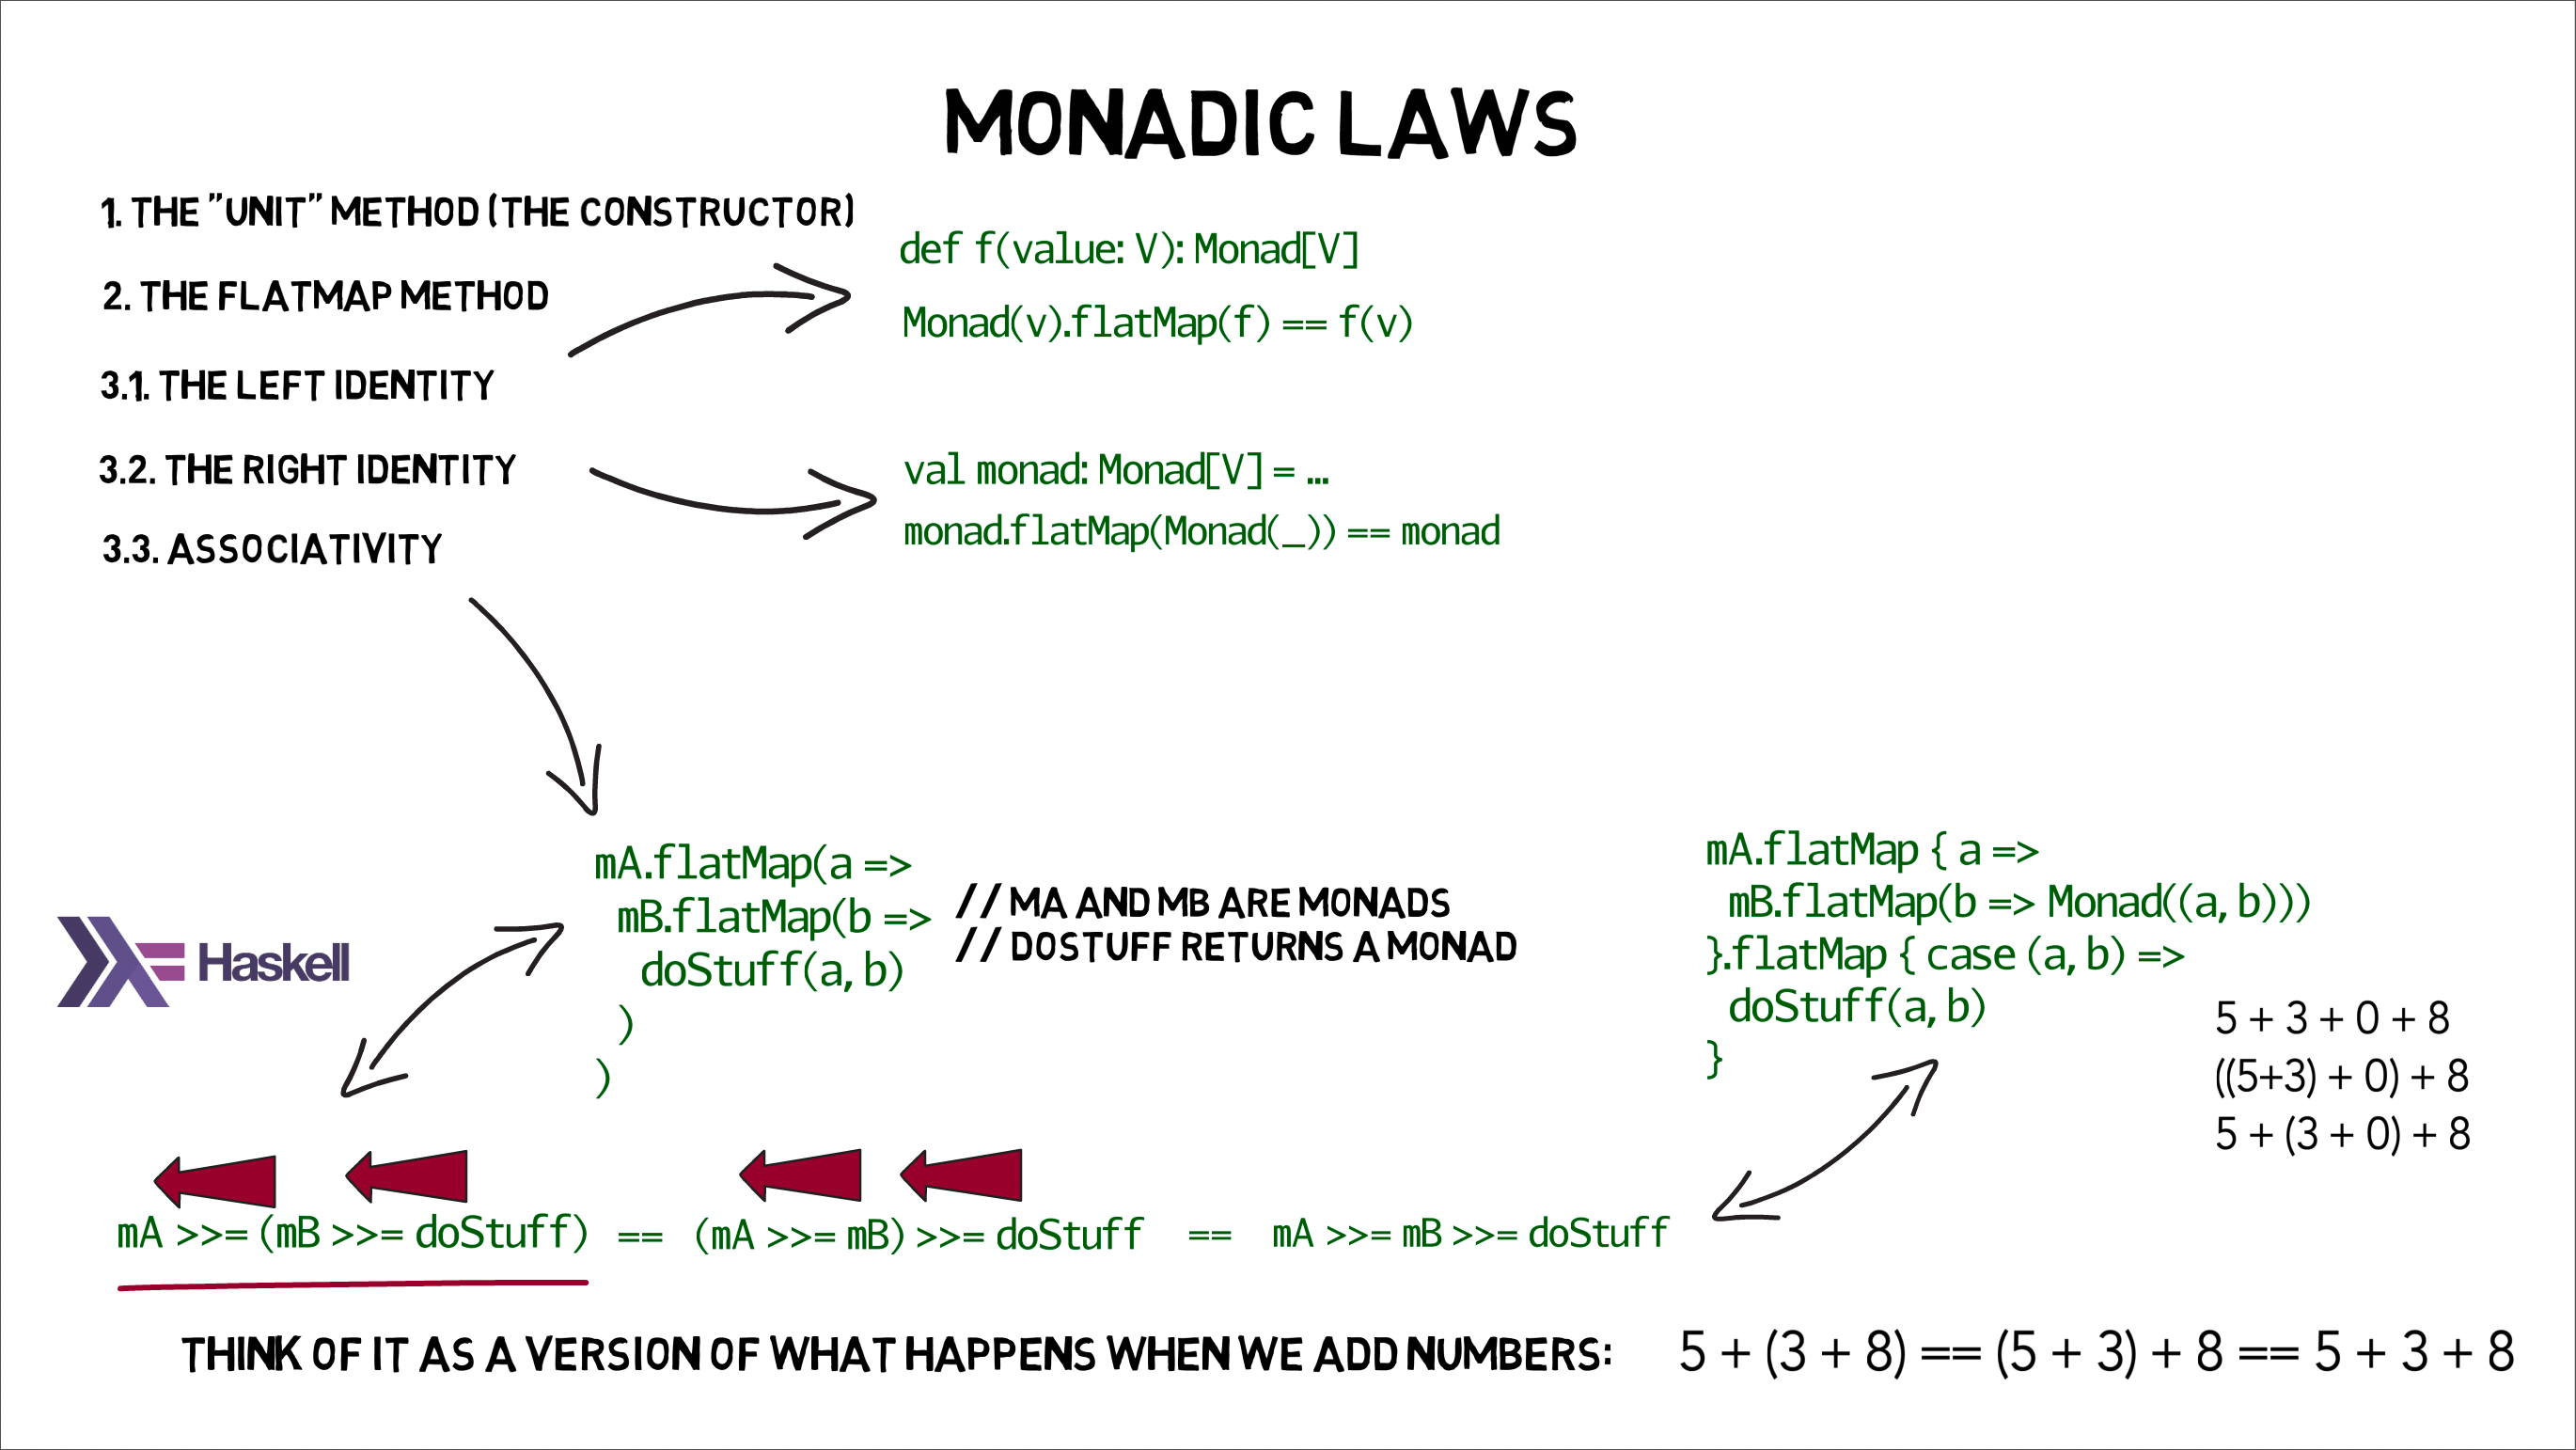 MONADIC LAWS
1. THE "UNIT" METHOD (THE CONSTRUCTOR)
2. THE FLATMAP METHOD
3.1. THE LEFT IDENTITY
3.2. THE RIGHT IDENTITY
3.3. ASSOCIATIVITY
def f(value: V): Monad[V]
Monad(v).flatMap(f) == f(v)
val monad: Monad[V] = ...
monad.flatMap(Monad(_)) == monad
mA.flatMap(a =>
mB.flatMap(b =>
doStuff(a, b)
)
)
// MA AND MB ARE MONADS
// DOSTUFF RETURNS A MONAD
mA.flatMap { a =>
mB.flatMap(b => Monad((a, b)))
}.flatMap { case (a, b) =>
doStuff(a, b)
}
5 + 3 + 0 + 8
((5+3) + 0) + 8
5 + (3 + 0) + 8
Haskell
mA >>= (mB >>= doStuff) == (mA >>= mB) >>= doStuff == mA >>= mB >>= doStuff
THINK OF IT AS A VERSION OF WHAT HAPPENS WHEN WE ADD NUMBERS: 5 + (3 + 8) == (5 + 3) + 8 == 5 + 3 + 8